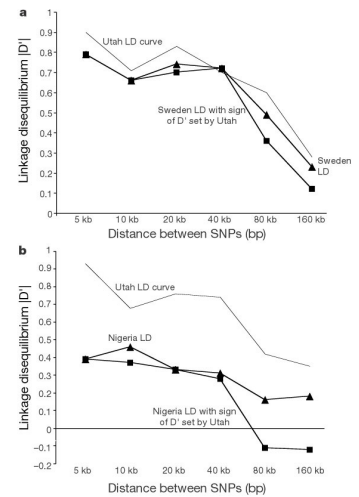 a
Linkage disequilibrium |D'|
1
0.9
0.8
0.7
0.6
0.5
0.4
0.3
0.2
0.1
0
Utah LD curve
Sweden LD with sign
of D' set by Utah
Sweden
LD
5 kb 10 kb 20 kb 40 kb 80 kb 160 kb
Distance between SNPs (bp)
b
Linkage disequilibrium |D'|
1
0.9
0.8
0.7
0.6
0.5
0.4
0.3
0.2
0.1
0
−0.1
−0.2
Utah LD curve
Nigeria LD
Nigeria LD with sign
of D' set by Utah
5 kb 10 kb 20 kb 40 kb 80 kb 160 kb
Distance between SNPs (bp)